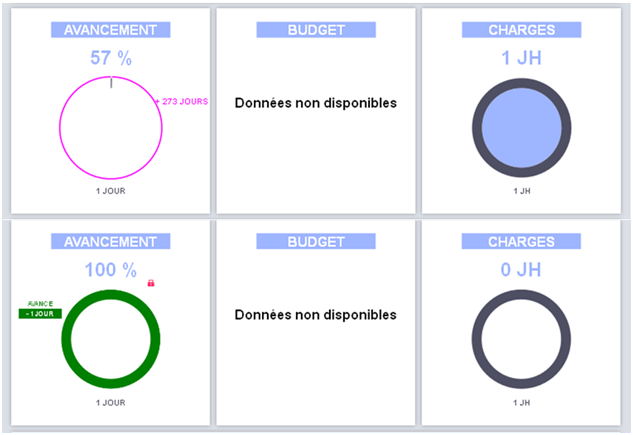 AVANCEMENT
57 %
+ 273 JOURS
1 JOUR
BUDGET
Données non disponibles
CHARGES
1 JH
1 JH
AVANCEMENT
100 %
AVANCE
- 1 JOUR
1 JOUR
BUDGET
Données non disponibles
CHARGES
0 JH
1 JH